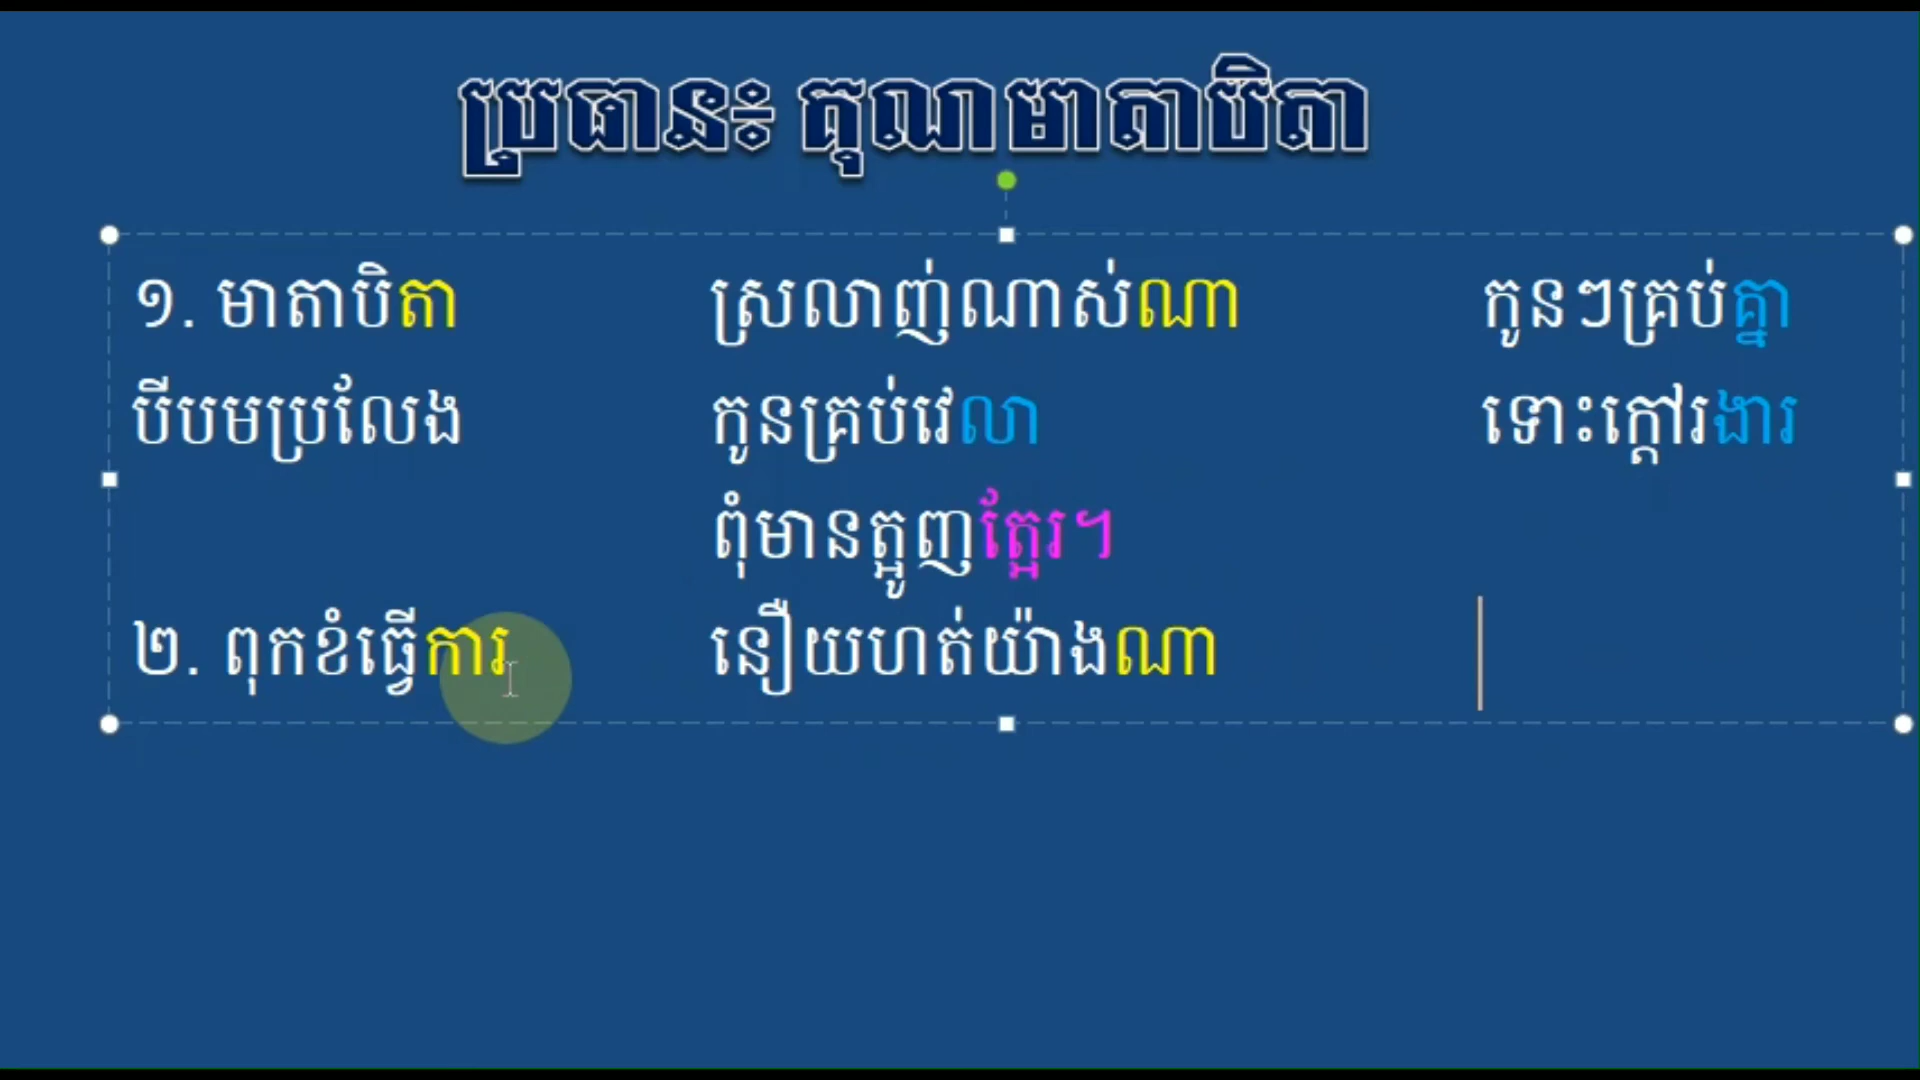 ប្រធាន៖ គុណមាតាបិតា
១. មាតាបិតា ស្រលាញ់ណាស់ណា កូនៗគ្រប់គ្នា
បីបមប្រលែង កូនគ្រប់វេលា ទោះក្ដៅរងារ
ពុំមានត្អូញត្អែរ។
២. ពុកខំធ្វើការ នឿយហត់យ៉ាងណា